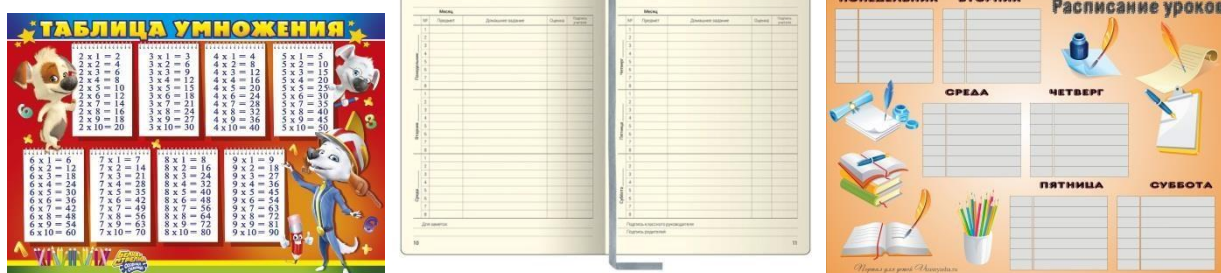 ТАБЛИЦА УМНОЖЕНИЯ
2 x 1 = 2
2 x 2 = 4
2 x 3 = 6
2 x 4 = 8
2 x 5 = 10
2 x 6 = 12
2 x 7 = 14
2 x 8 = 16
2 x 9 = 18
2 x 10 = 20
3 x 1 = 3
3 x 2 = 6
3 x 3 = 9
3 x 4 = 12
3 x 5 = 15
3 x 6 = 18
3 x 7 = 21
3 x 8 = 24
3 x 9 = 27
3 x 10 = 30
4 x 1 = 4
4 x 2 = 8
4 x 3 = 12
4 x 4 = 16
4 x 5 = 20
4 x 6 = 24
4 x 7 = 28
4 x 8 = 32
4 x 9 = 36
4 x 10 = 40
5 x 1 = 5
5 x 2 = 10
5 x 3 = 15
5 x 4 = 20
5 x 5 = 25
5 x 6 = 30
5 x 7 = 35
5 x 8 = 40
5 x 9 = 45
5 x 10 = 50
6 x 1 = 6
6 x 2 = 12
6 x 3 = 18
6 x 4 = 24
6 x 5 = 30
6 x 6 = 36
6 x 7 = 42
6 x 8 = 48
6 x 9 = 54
6 x 10 = 60
7 x 1 = 7
7 x 2 = 14
7 x 3 = 21
7 x 4 = 28
7 x 5 = 35
7 x 6 = 42
7 x 7 = 49
7 x 8 = 56
7 x 9 = 63
7 x 10 = 70
8 x 1 = 8
8 x 2 = 16
8 x 3 = 24
8 x 4 = 32
8 x 5 = 40
8 x 6 = 48
8 x 7 = 56
8 x 8 = 64
8 x 9 = 72
8 x 10 = 80
9 x 1 = 9
9 x 2 = 18
9 x 3 = 27
9 x 4 = 36
9 x 5 = 45
9 x 6 = 54
9 x 7 = 63
9 x 8 = 72
9 x 9 = 81
9 x 10 = 90
Месяц
№ Предмет Домашнее задание Оценка Подпись учителя
Понедельник
Вторник
Среда
Для заметок
10
Месяц
№ Предмет Домашнее задание Оценка Подпись учителя
Четверг
Пятница
Суббота
Подпись классного руководителя
Подпись родителей
11
Расписание уроков
ПОНЕДЕЛЬНИК ВТОРНИК
СРЕДА ЧЕТВЕРГ
ПЯТНИЦА СУББОТА